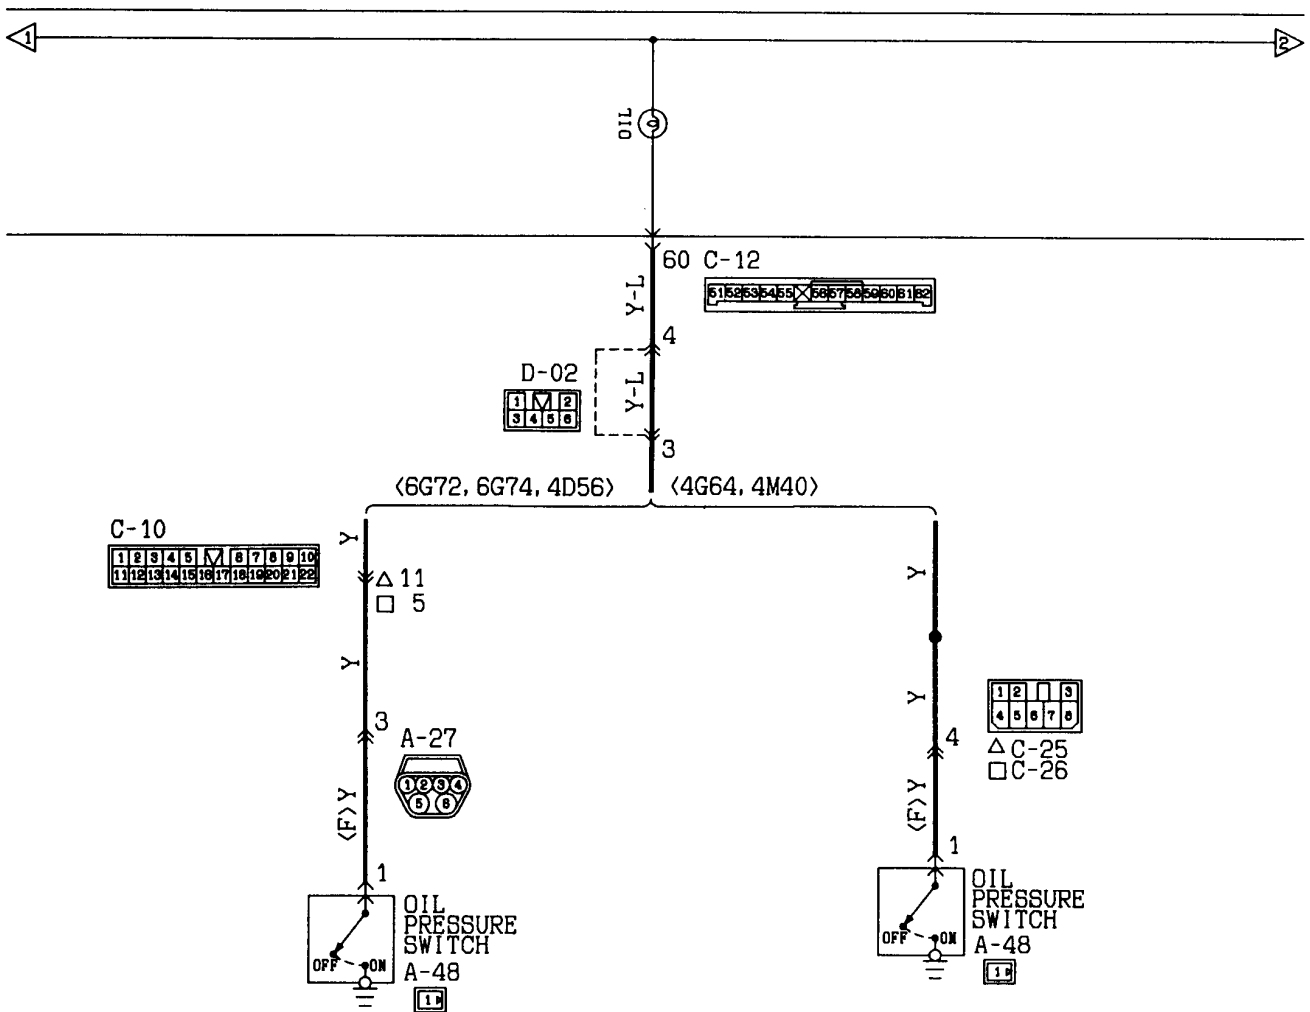 1
2
OIL
60 C-12
51 52 53 54 55 56 57 58 59 60 61 62
Y-L
4
D-02
1 2
3 4 5 6
Y-L
3
<6G72, 6G74, 4D56>
<4G64, 4M40>
C-10
1 2 3 4 5 6 7 8 9 10
11 12 13 14 15 16 17 18 19 20 21 22
Y
△ 11
□ 5
Y
Y
Y
3
A-27
1 2 3 4
5 6
1 2 3
4 5 6 7 8
4
△ C-25
□ C-26
<F> Y
<F> Y
1
OIL
PRESSURE
SWITCH
OFF ON
A-48
1
1
OIL
PRESSURE
SWITCH
OFF ON
A-48
1